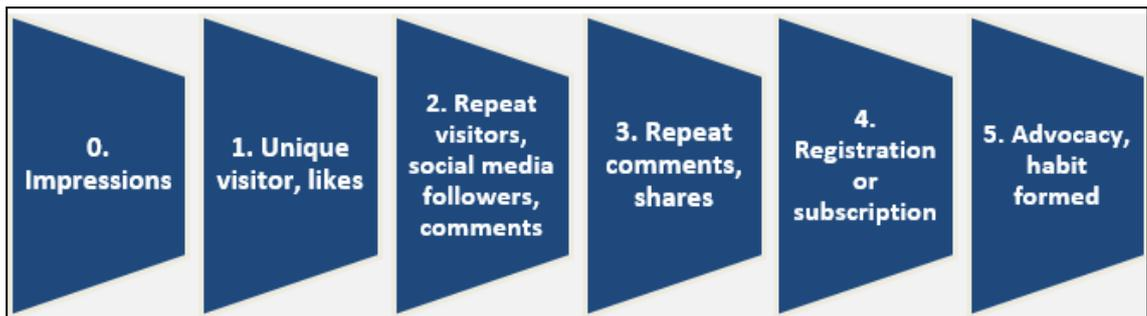 0.
Impressions
1. Unique
visitor, likes
2. Repeat
visitors,
social media
followers,
comments
3. Repeat
comments,
shares
4.
Registration
or
subscription
5. Advocacy,
habit
formed